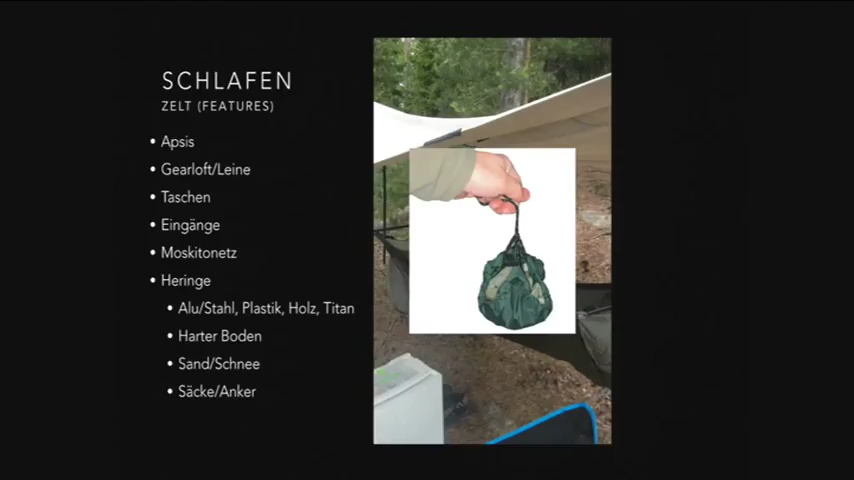 SCHLAFEN
ZELT (FEATURES)
• Apsis
• Gearloft/Leine
• Taschen
• Eingänge
• Moskitonetz
• Heringe
• Alu/Stahl, Plastik, Holz, Titan
• Harter Boden
• Sand/Schnee
• Säcke/Anker